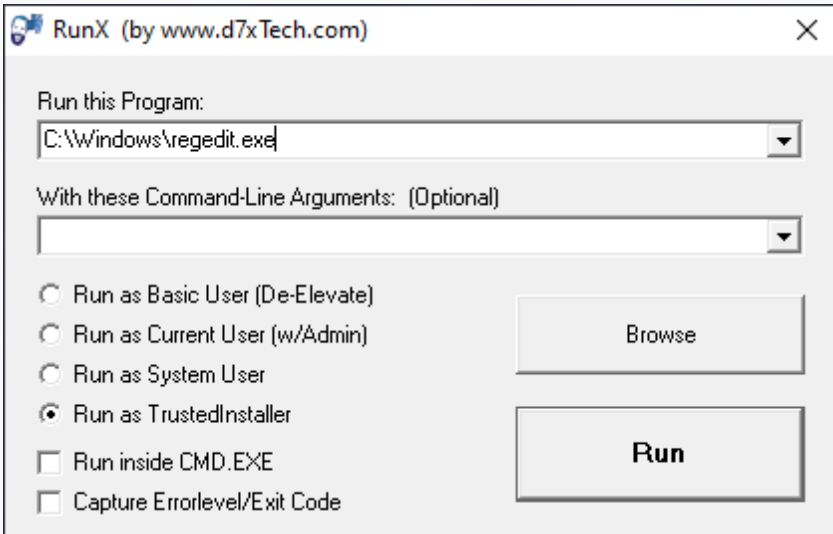 RunX (by www.d7xTech.com)
Run this Program:
C:\Windows\regedit.exe
With these Command-Line Arguments: (Optional)
Run as Basic User (De-Elevate)
Run as Current User (w/Admin)
Browse
Run as System User
Run as TrustedInstaller
Run inside CMD.EXE
Run
Capture Errorlevel/Exit Code